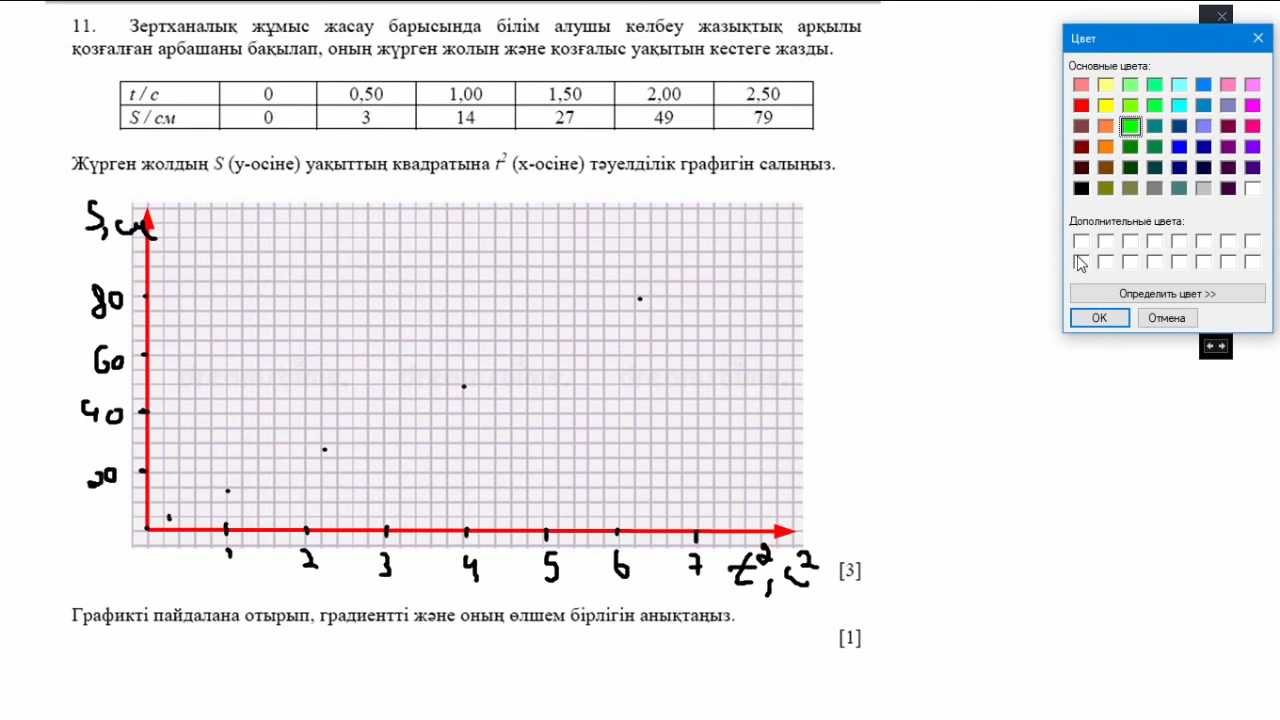 11. Зертханалық жұмыс жасау барысында білім алушы көлбеу жазықтық арқылы
қозғалған арбашаны бақылап, оның жүрген жолын және қозғалыс уақытын кестеге жазды.
t / с 0 0,50 1,00 1,50 2,00 2,50
S / см 0 3 14 27 49 79
Жүрген жолдың S (у-осіне) уақыттың квадратына t² (х-осіне) тәуелділік графигін салыңыз.
S, см
80
60
40
20
1 2 3 4 5 6 7 t², c²
[3]
Графикті пайдалана отырып, градиентті және оның өлшем бірлігін анықтаңыз.
[1]
Цвет
Основные цвета:
Дополнительные цвета:
Определить цвет >>
OK Отмена